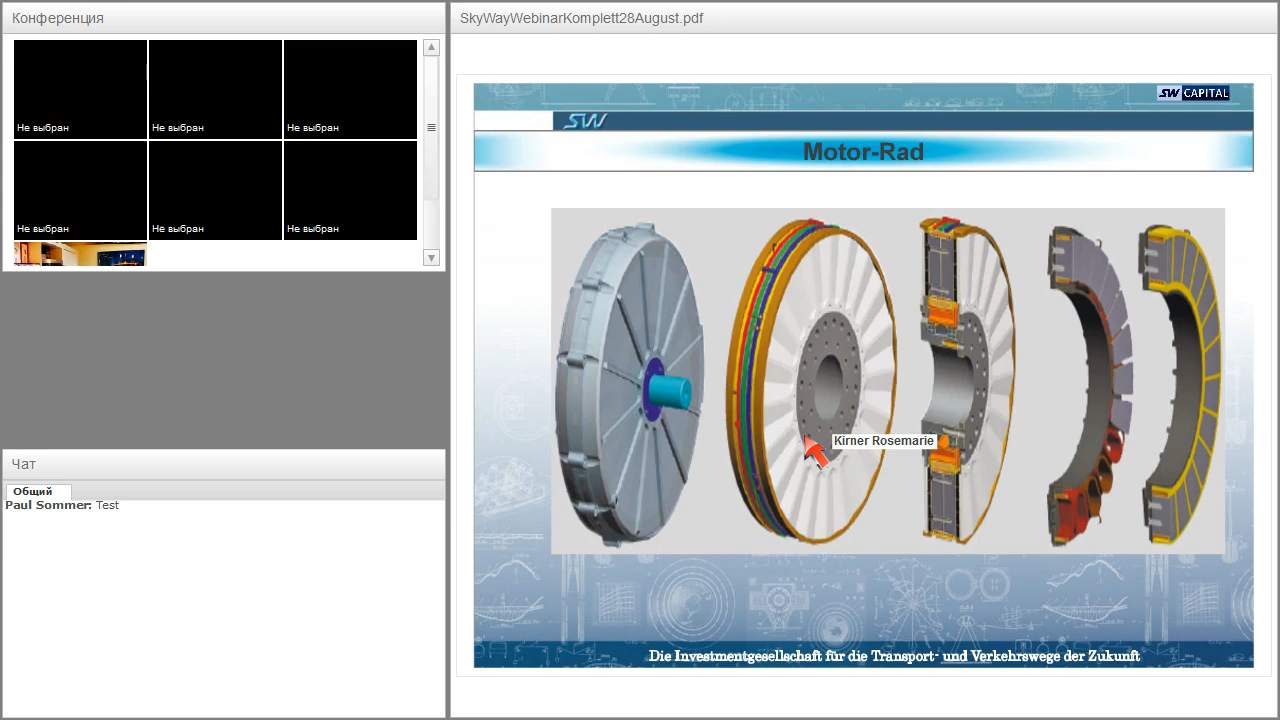 Конференция
Не выбран
Не выбран
Не выбран
Не выбран
Не выбран
Не выбран
Чат
Общий
Paul Sommer: Test
SkyWayWebinarKomplett28August.pdf
SW CAPITAL
SW
Motor-Rad
Kirner Rosemarie
Die Investmentgesellschaft für die Transport- und Verkehrswege der Zukunft